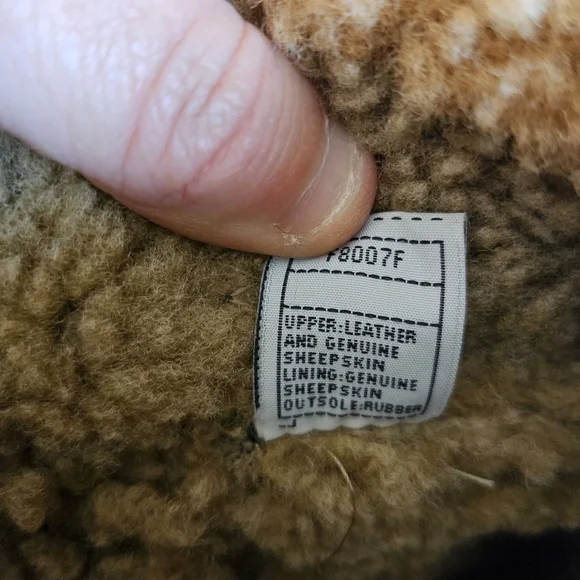 F8007F
UPPER:LEATHER
AND GENUINE
SHEEPSKIN
LINING:GENUINE
SHEEPSKIN
OUTSOLE:RUBBER